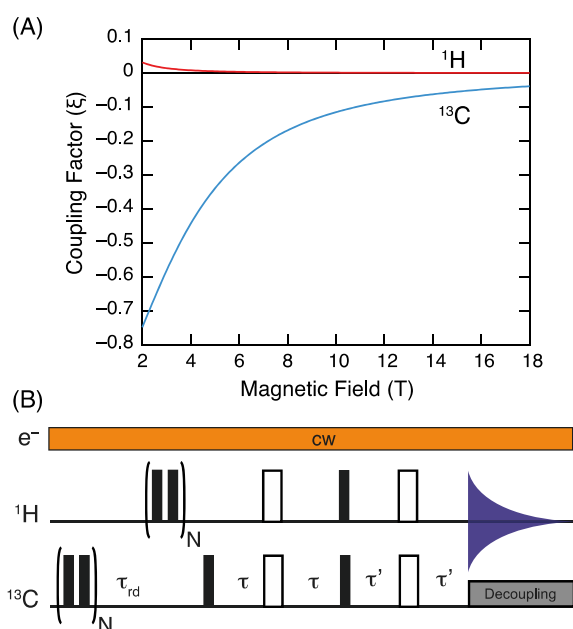 (A)
0.1
0
−0.1
−0.2
−0.3
−0.4
−0.5
−0.6
−0.7
−0.8
Coupling Factor (ξ)
¹H
¹³C
2 4 6 8 10 12 14 16 18
Magnetic Field (T)
(B)
e⁻ cw
¹H
N
¹³C τrd τ τ τ' τ' Decoupling
N